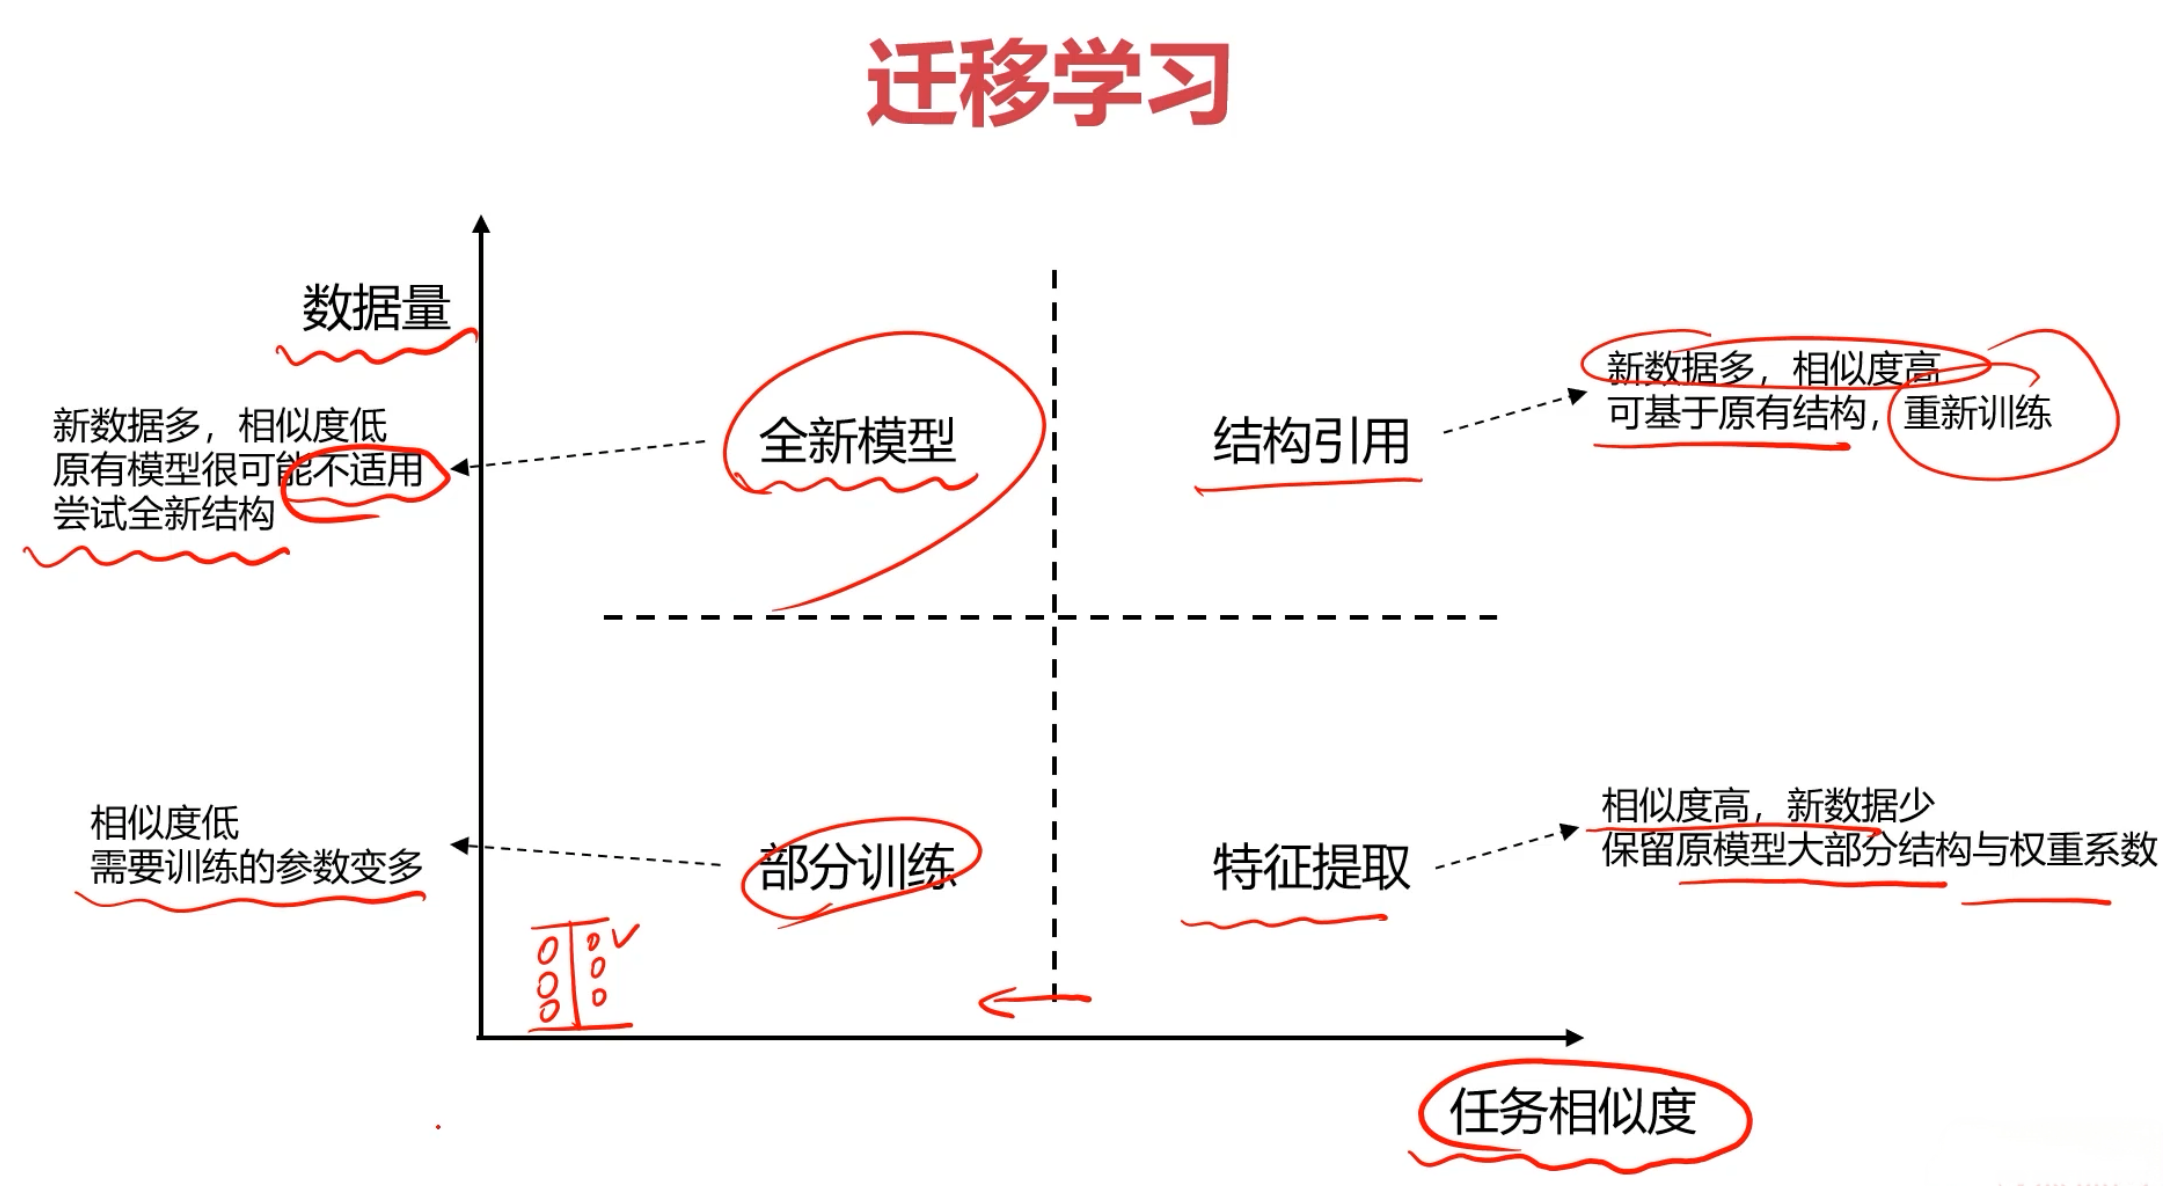 迁移学习
数据量
新数据多，相似度低
原有模型很可能不适用
尝试全新结构
全新模型
结构引用
新数据多，相似度高
可基于原有结构，重新训练
相似度低
需要训练的参数变多
部分训练
特征提取
相似度高，新数据少
保留原模型大部分结构与权重系数
任务相似度